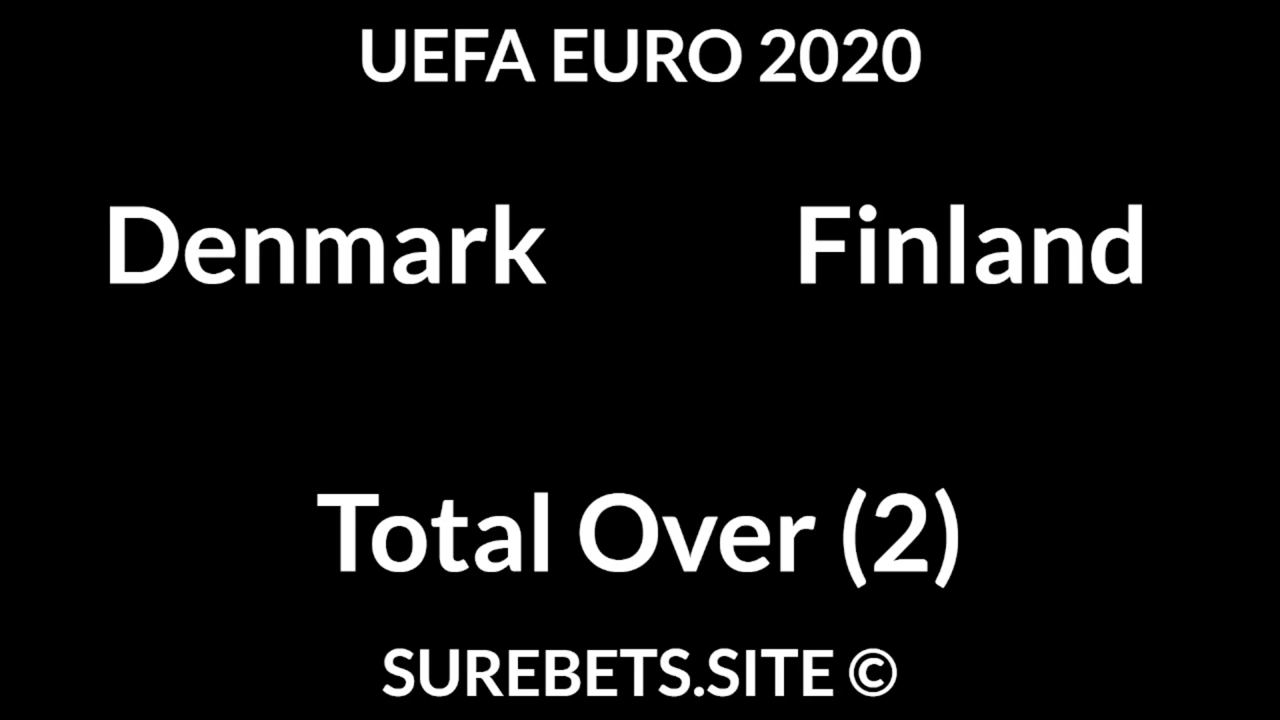 UEFA EURO 2020
Denmark Finland
Total Over (2)
SUREBETS.SITE ©